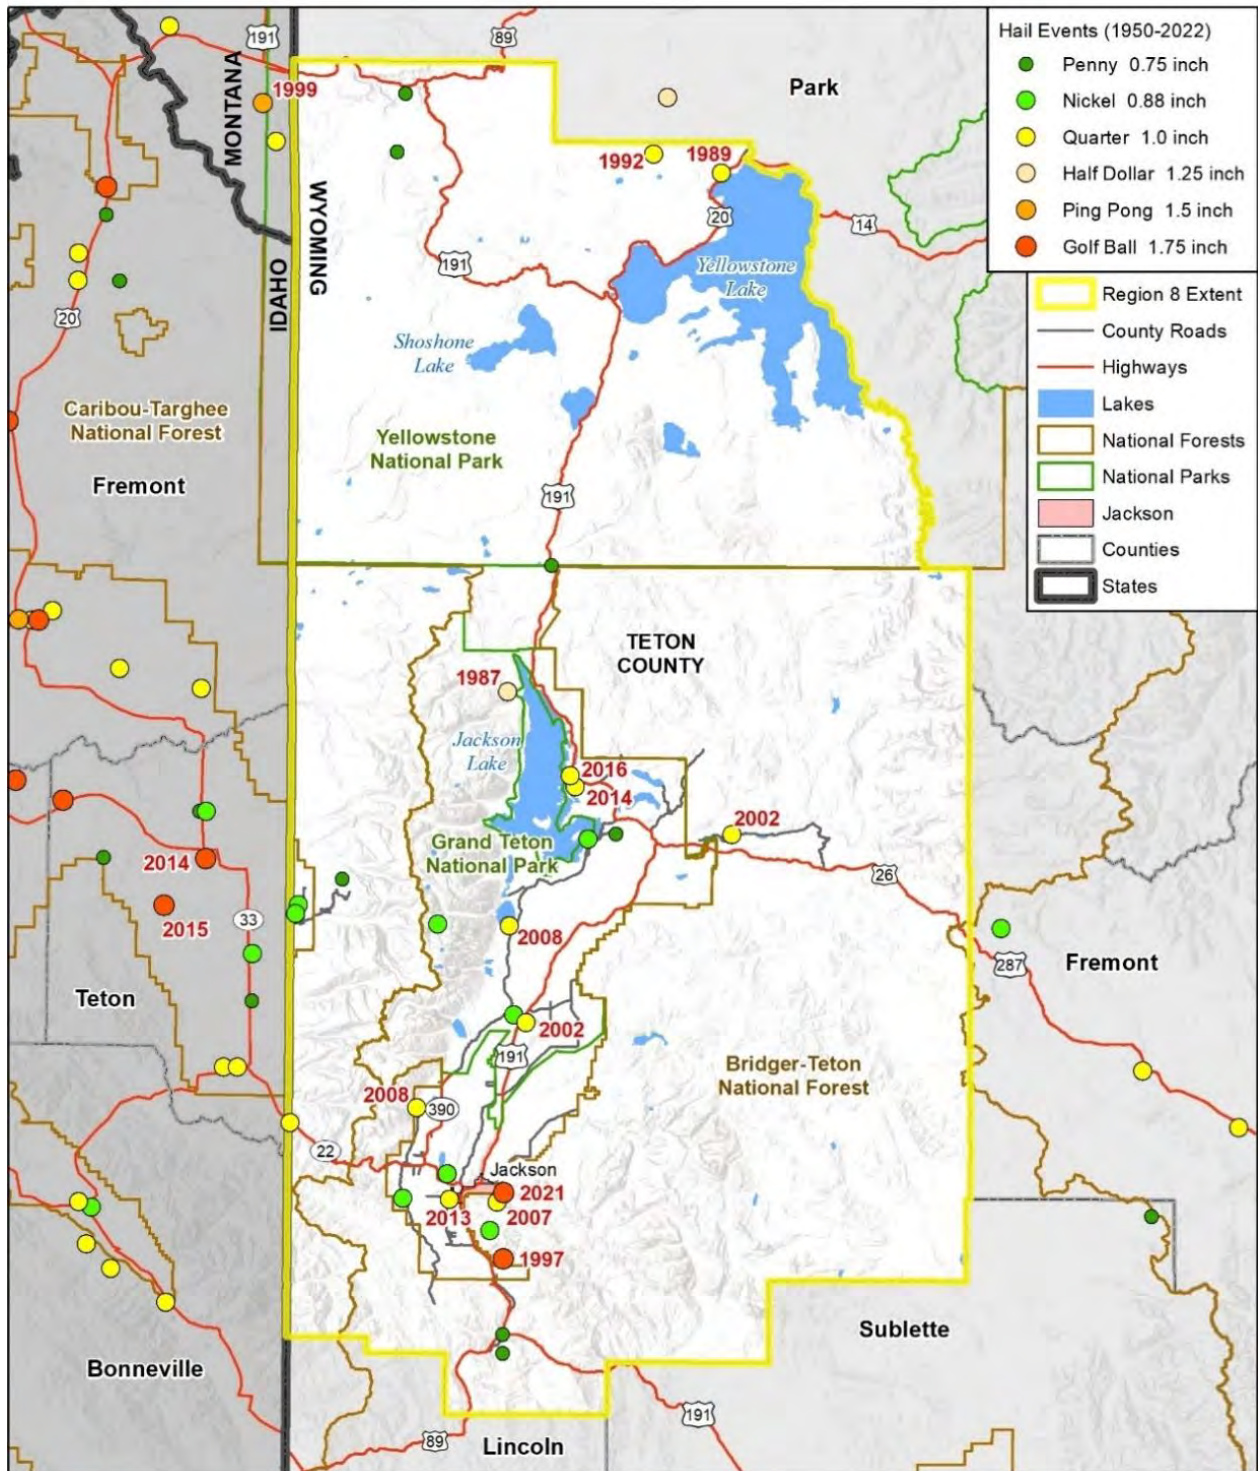 Hail Events (1950-2022)
Penny 0.75 inch
Nickel 0.88 inch
Quarter 1.0 inch
Half Dollar 1.25 inch
Ping Pong 1.5 inch
Golf Ball 1.75 inch
Region 8 Extent
County Roads
Highways
Lakes
National Forests
National Parks
Jackson
Counties
States
191
89
MONTANA
1999
Park
1992
1989
WYOMING
20
14
191
Yellowstone
Lake
IDAHO
20
Shoshone
Lake
Caribou-Targhee
National Forest
Yellowstone
National Park
Fremont
191
TETON
COUNTY
1987
Jackson
Lake
2016
2014
2002
Grand Teton
National Park
2014
26
2015
33
2008
287
Fremont
Teton
2002
191
Bridger-Teton
National Forest
2008
390
22
Jackson
2021
2013
2007
1997
Sublette
Bonneville
191
89
Lincoln